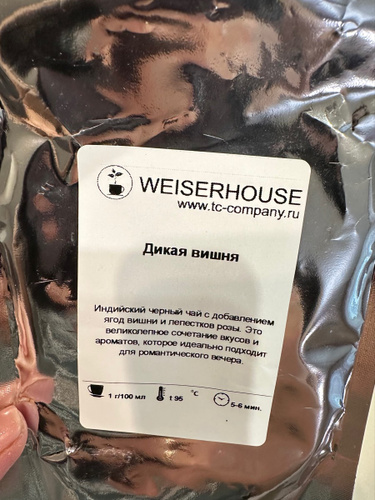 WEISERHOUSE
www.tc-company.ru
Дикая вишня
Индийский черный чай с добавлением
ягод вишни и лепестков розы. Это
великолепное сочетание вкусов и
ароматов, которое идеально подходит
для романтического вечера.
1 г/100 мл t 95 °C 5-6 мин.